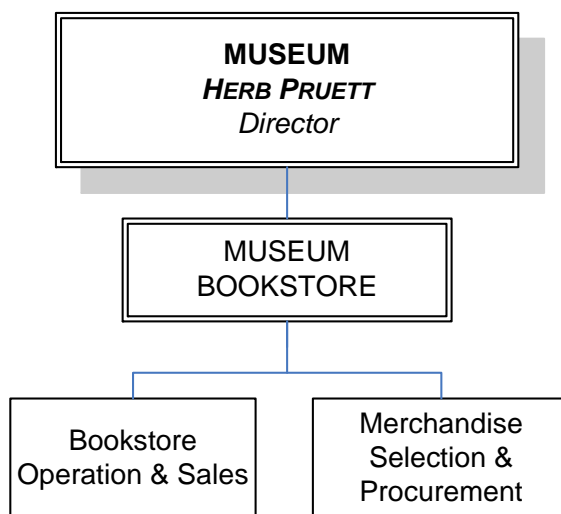 MUSEUM
HERB PRUETT
Director
MUSEUM
BOOKSTORE
Bookstore
Operation & Sales
Merchandise
Selection &
Procurement